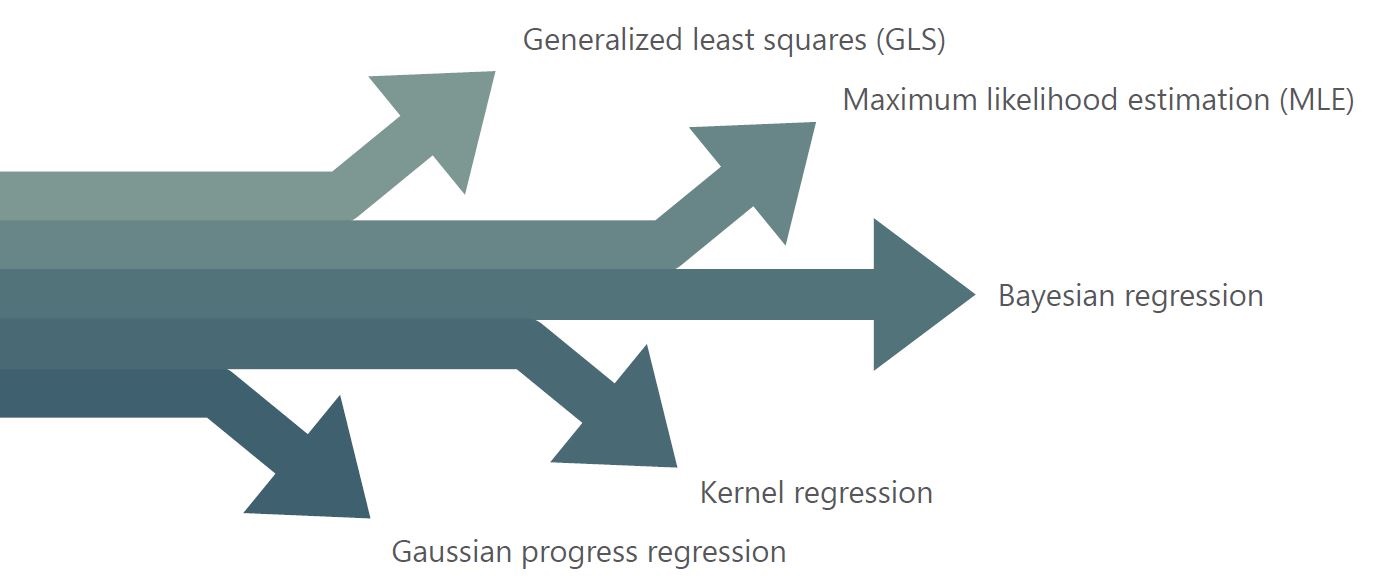 Generalized least squares (GLS)
Maximum likelihood estimation (MLE)
Bayesian regression
Kernel regression
Gaussian progress regression